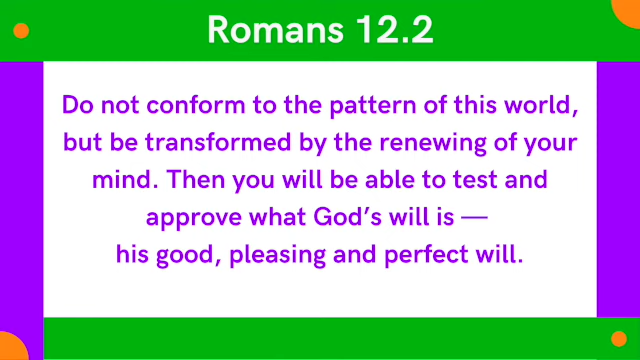 Romans 12.2
Do not conform to the pattern of this world,
but be transformed by the renewing of your
mind. Then you will be able to test and
approve what God’s will is —
his good, pleasing and perfect will.